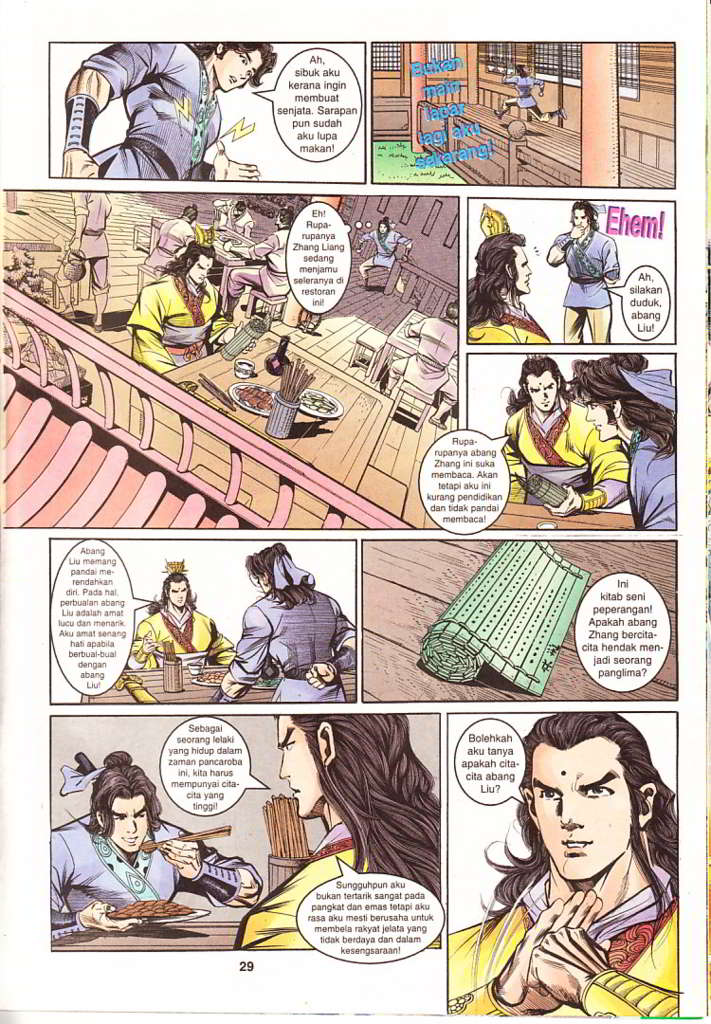 Ah,
sibuk aku
kerana ingin
membuat
senjata. Sarapan
pun sudah
aku lupa
makan!
Bukan
main
lapar
lagi aku
sekarang!
Eh!
Rupa-
rupanya
Zhang Liang
sedang
menjamu
seleranya di
restoran
ini!
Ehem!
Ah,
silakan
duduk,
abang
Liu!
Rupa-
rupanya abang
Zhang ini suka
membaca. Akan
tetapi aku ini
kurang pendidikan
dan tidak pandai
membaca!
Abang
Liu memang
pandai me-
rendahkan
diri. Pada hal,
perbualan abang
Liu adalah amat
lucu dan menarik.
Aku amat senang
hati apabila
berbual-bual
dengan
abang
Liu!
Ini
kitab seni
peperangan!
Apakah abang
Zhang bercita-
cita hendak men-
jadi seorang
panglima?
Sebagai
seorang lelaki
yang hidup dalam
zaman pancaroba
ini, kita harus
mempunyai cita-
cita yang
tinggi!
Sungguhpun aku
bukan tertarik sangat pada
pangkat dan emas tetapi aku
rasa aku mesti berusaha untuk
membela rakyat jelata yang
tidak berdaya dan dalam
kesengsaraan!
Bolehkah
aku tanya
apakah cita-
cita abang
Liu?
29